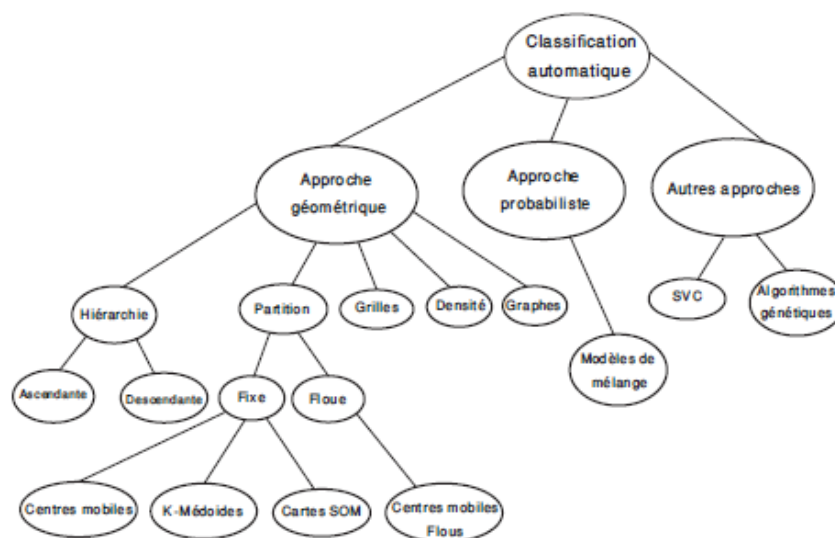 Classification
automatique
Approche
géométrique
Approche
probabiliste
Autres approches
Hiérarchie
Partition
Grilles
Densité
Graphes
SVC
Algorithmes
génétiques
Modèles de
mélange
Ascendante
Descendante
Fixe
Floue
Centres mobiles
K-Médoides
Cartes SOM
Centres mobiles
Flous